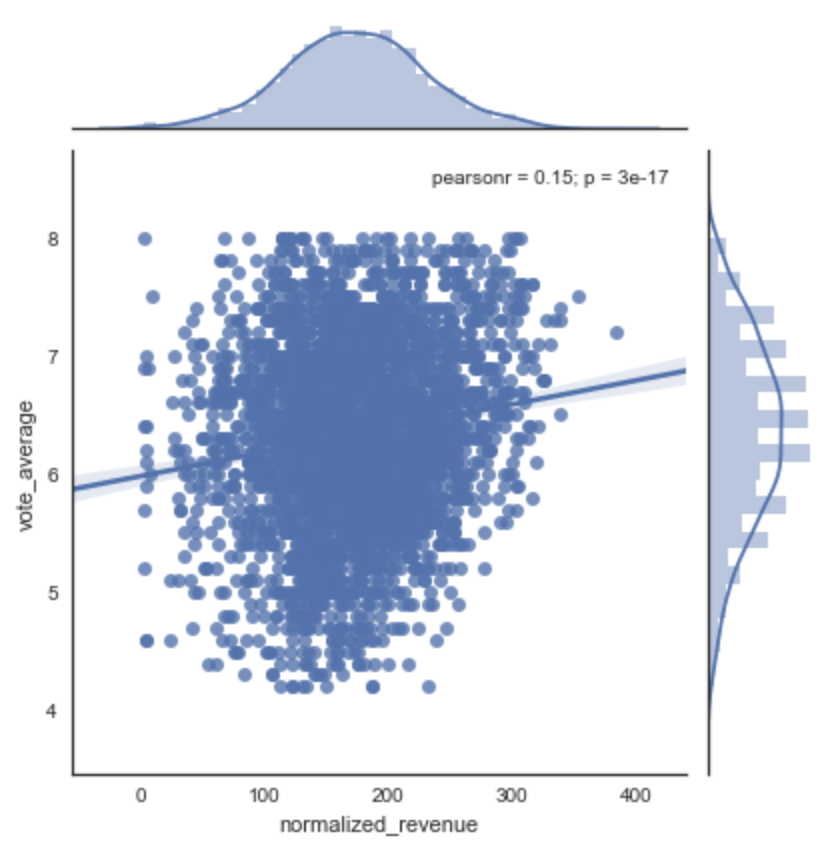 pearsonr = 0.15; p = 3e-17
8
7
6
5
4
vote_average
0 100 200 300 400
normalized_revenue